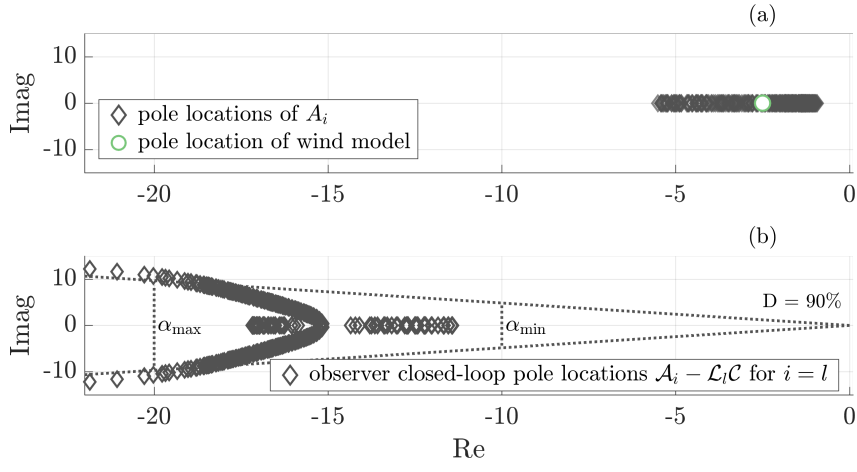 (a)
10
0
-10
Imag
pole locations of A_i
pole location of wind model
-20
-15
-10
-5
0
(b)
10
0
-10
Imag
D = 90%
α_max
α_min
observer closed-loop pole locations 𝒜_i − ℒ_l𝒞 for i = l
-20
-15
-10
-5
0
Re